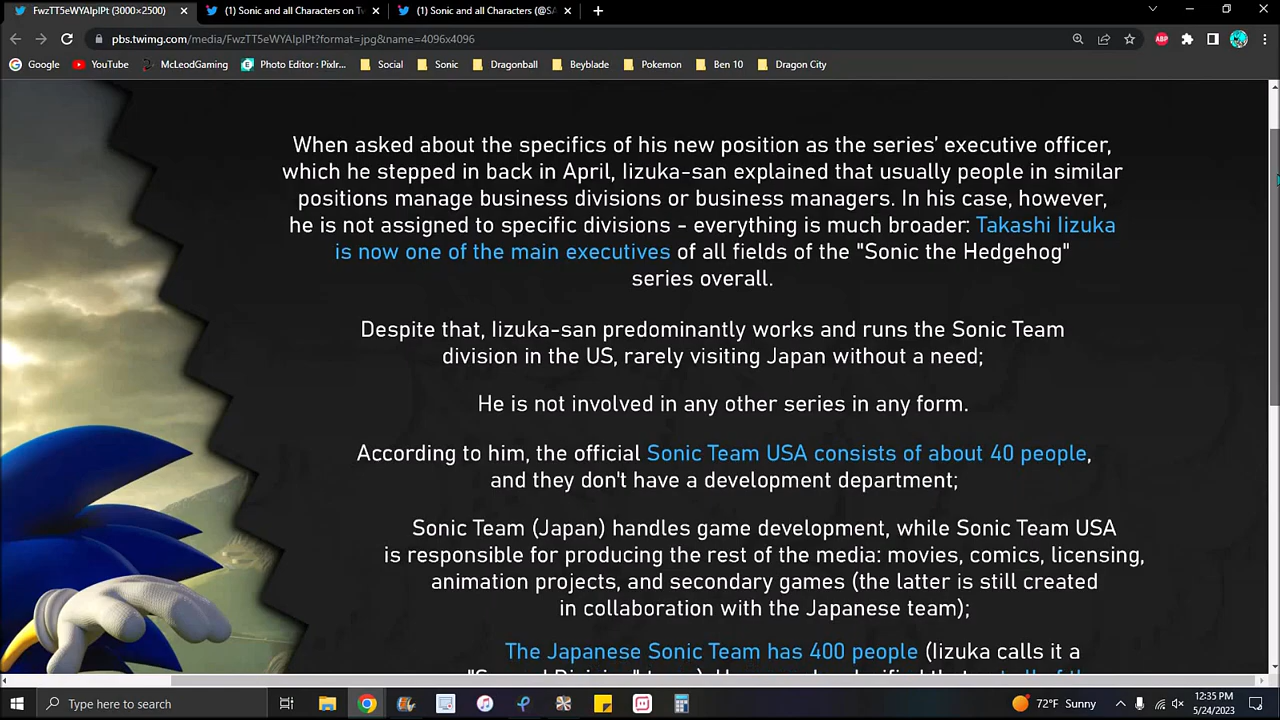 FwzTT5eWYAIpIPt (3000×2500)
(1) Sonic and all Characters on Tw
(1) Sonic and all Characters (@SA
pbs.twimg.com/media/FwzTT5eWYAIpIPt?format=jpg&name=4096x4096
Google YouTube McLeodGaming Photo Editor : Pixlr... Social Sonic Dragonball Beyblade Pokemon Ben 10 Dragon City
When asked about the specifics of his new position as the series' executive officer,
which he stepped in back in April, Iizuka-san explained that usually people in similar
positions manage business divisions or business managers. In his case, however,
he is not assigned to specific divisions - everything is much broader: Takashi Iizuka
is now one of the main executives of all fields of the "Sonic the Hedgehog"
series overall.
Despite that, Iizuka-san predominantly works and runs the Sonic Team
division in the US, rarely visiting Japan without a need;
He is not involved in any other series in any form.
According to him, the official Sonic Team USA consists of about 40 people,
and they don't have a development department;
Sonic Team (Japan) handles game development, while Sonic Team USA
is responsible for producing the rest of the media: movies, comics, licensing,
animation projects, and secondary games (the latter is still created
in collaboration with the Japanese team);
The Japanese Sonic Team has 400 people (Iizuka calls it a
Type here to search
72°F Sunny
12:35 PM
5/24/2023